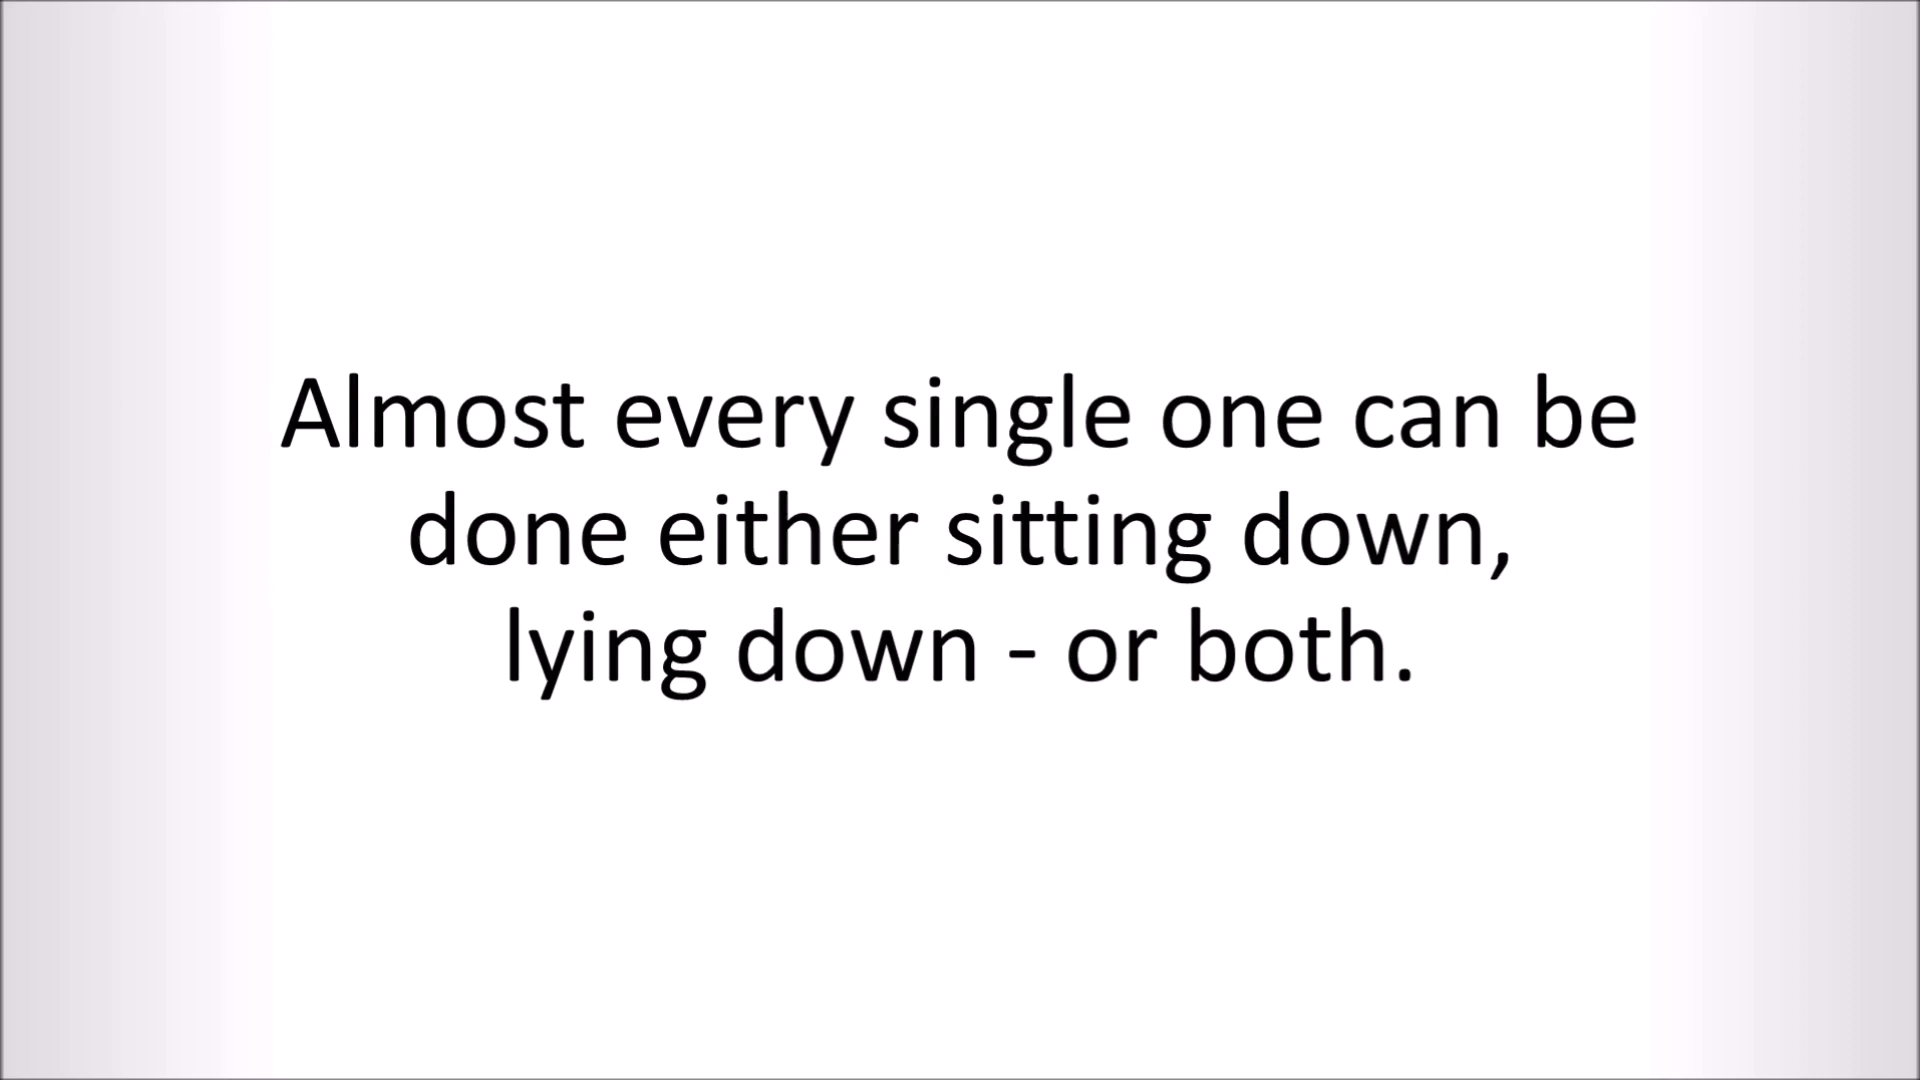 Almost every single one can be
done either sitting down,
lying down - or both.